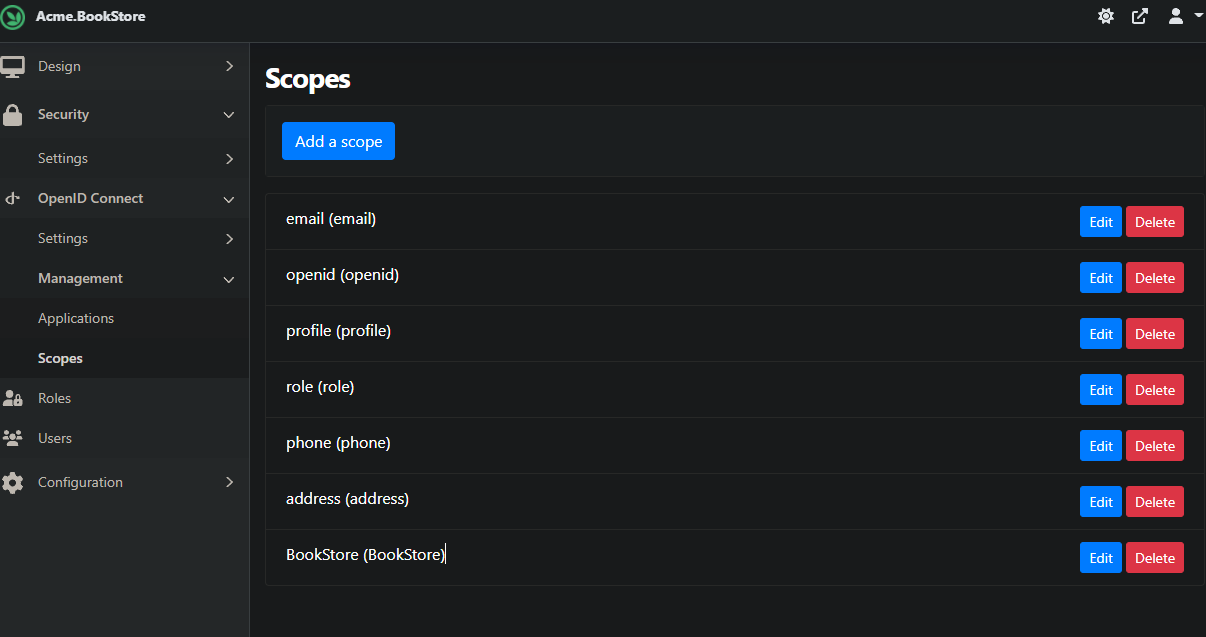 Acme.BookStore
Design
Security
Settings
OpenID Connect
Settings
Management
Applications
Scopes
Roles
Users
Configuration
Scopes
Add a scope
email (email) Edit Delete
openid (openid) Edit Delete
profile (profile) Edit Delete
role (role) Edit Delete
phone (phone) Edit Delete
address (address) Edit Delete
BookStore (BookStore) Edit Delete